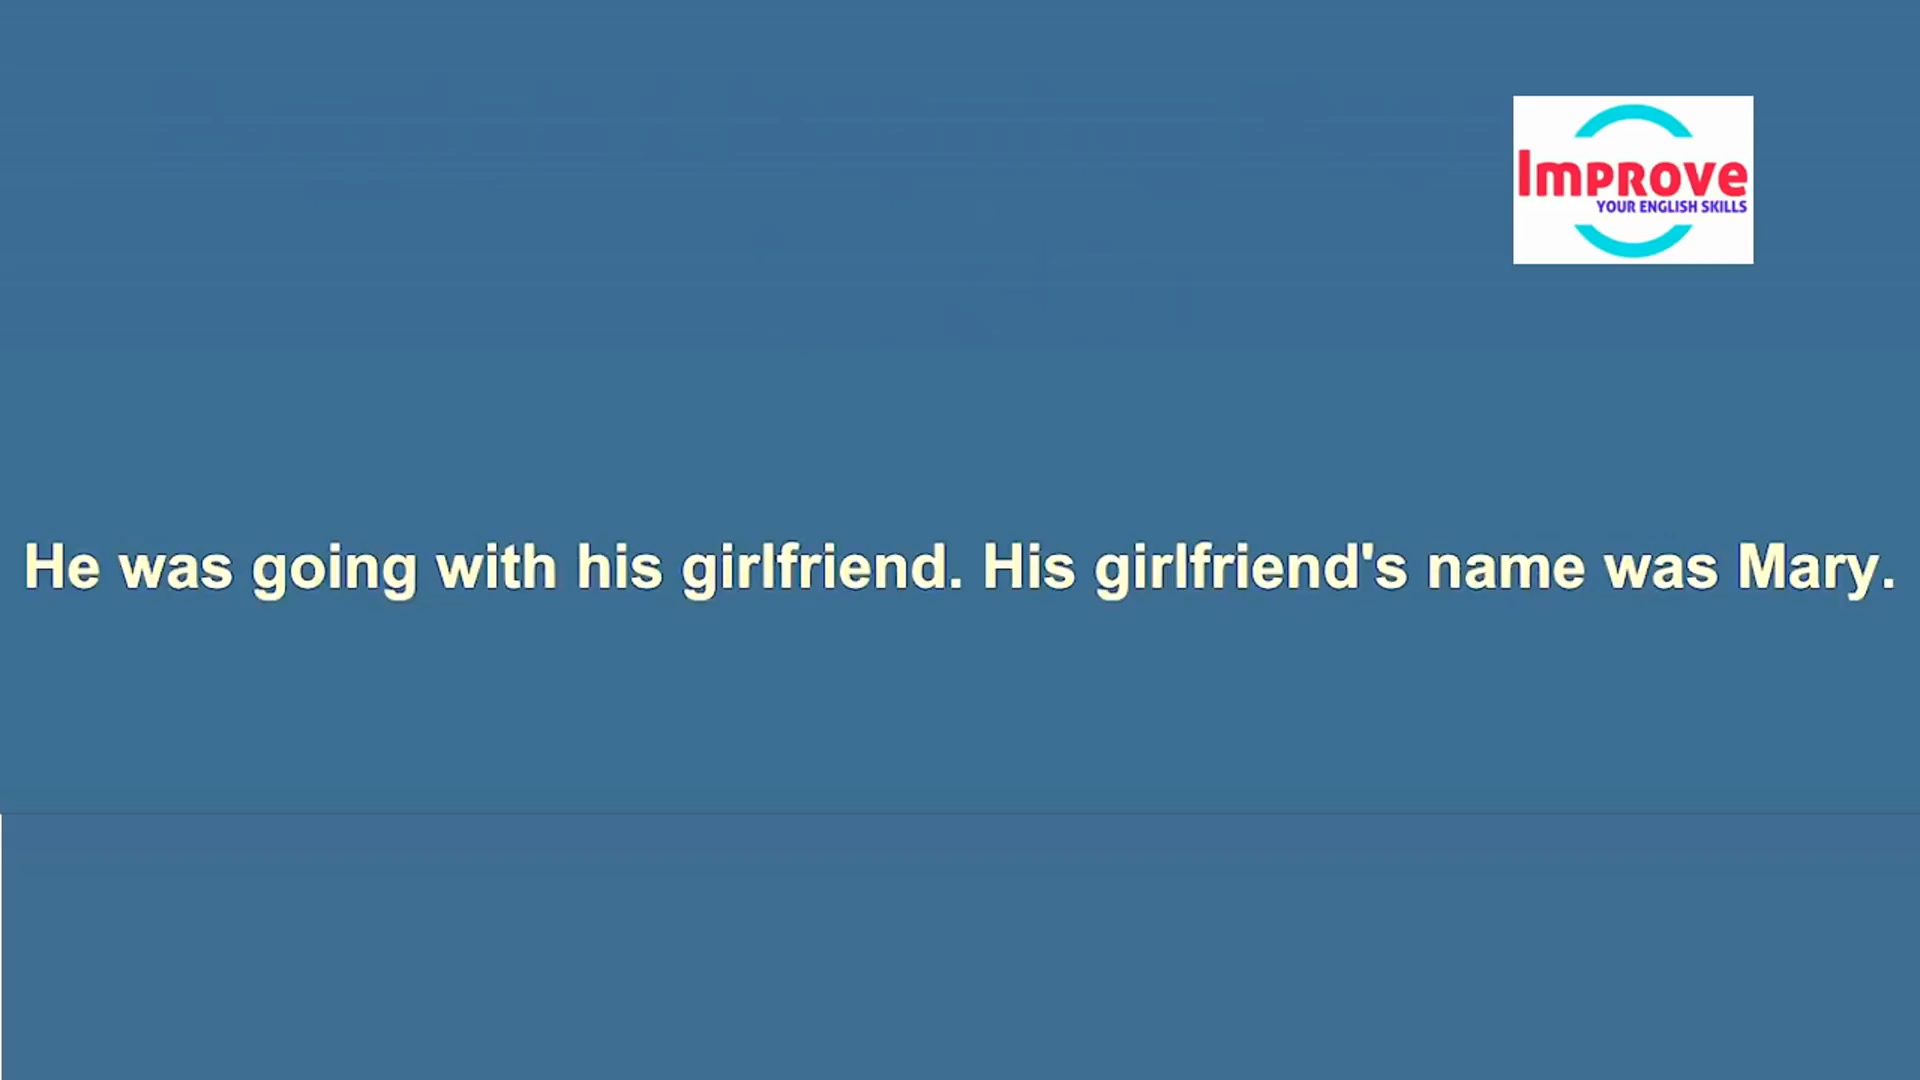 Improve
YOUR ENGLISH SKILLS
He was going with his girlfriend. His girlfriend's name was Mary.